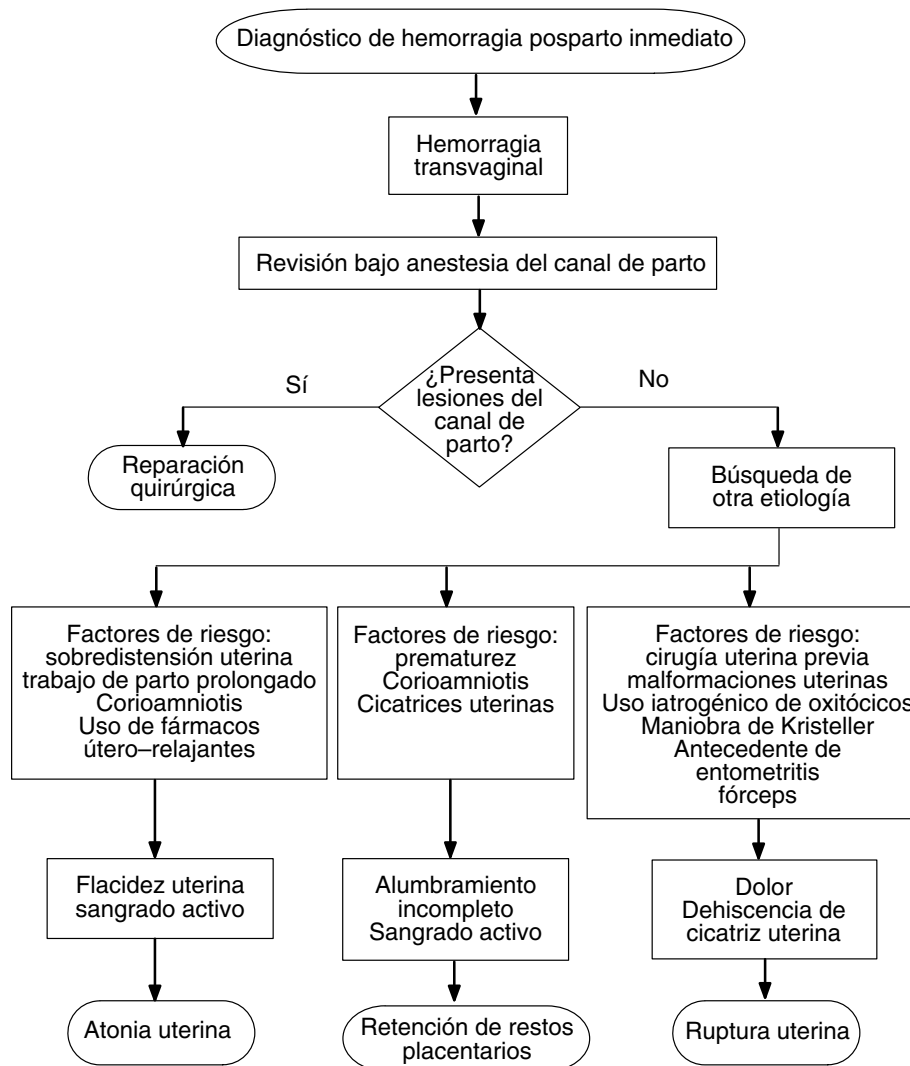 Diagnóstico de hemorragia posparto inmediato
Hemorragia
transvaginal
Revisión bajo anestesia del canal de parto
¿Presenta
lesiones del
canal de
parto?
Sí
No
Reparación
quirúrgica
Búsqueda de
otra etiología
Factores de riesgo:
sobredistensión uterina
trabajo de parto prolongado
Corioamniotis
Uso de fármacos
útero–relajantes
Factores de riesgo:
prematurez
Corioamniotis
Cicatrices uterinas
Factores de riesgo:
cirugía uterina previa
malformaciones uterinas
Uso iatrogénico de oxitócicos
Maniobra de Kristeller
Antecedente de
entometritis
fórceps
Flacidez uterina
sangrado activo
Alumbramiento
incompleto
Sangrado activo
Dolor
Dehiscencia de
cicatriz uterina
Atonia uterina
Retención de restos
placentarios
Ruptura uterina